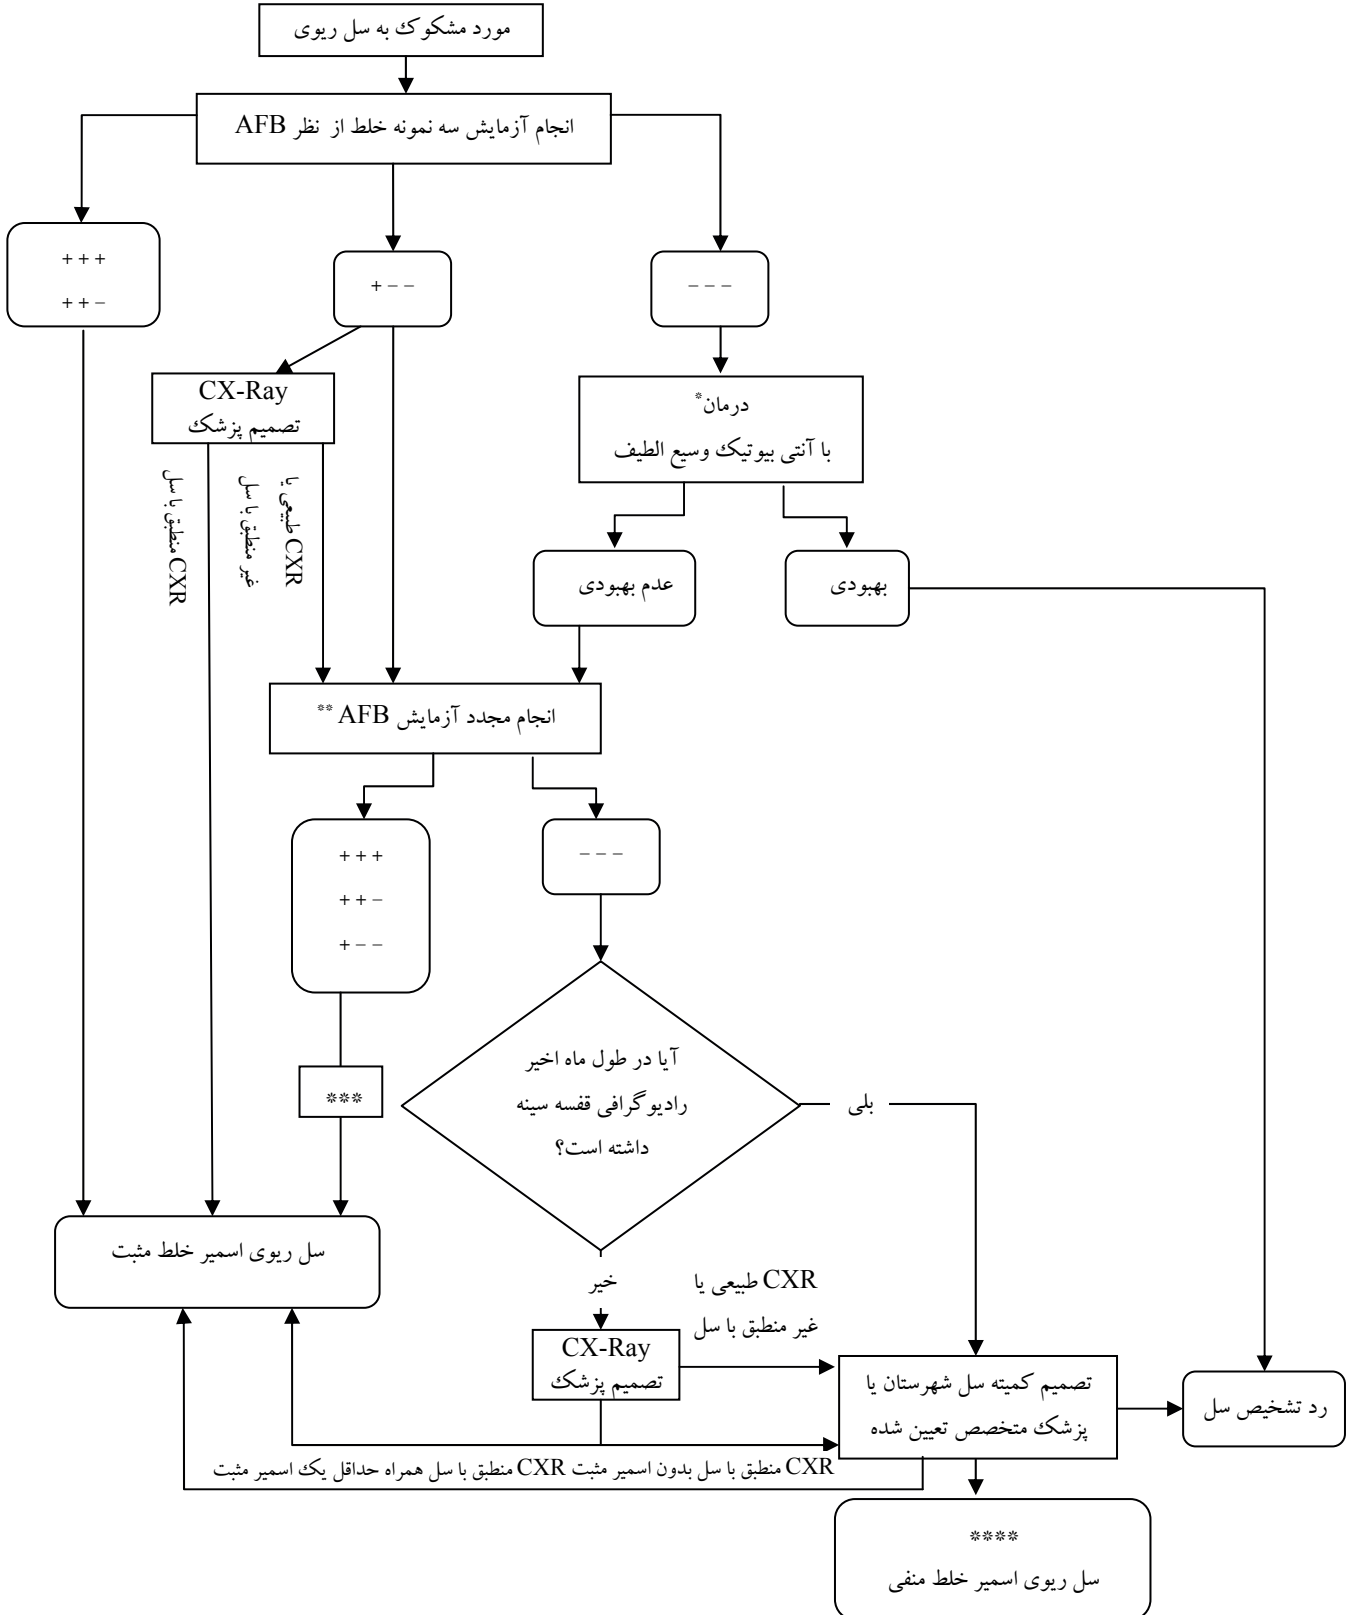 مورد مشکوک به سل ریوی
انجام آزمایش سه نمونه خلط از نظر AFB
+ + +
+ + –
+ – –
– – –
CX-Ray
تصمیم پزشک
درمان*
با آنتی بیوتیک وسیع الطیف
CXR منطبق با سل
CXR طبیعی یا
غیر منطبق با سل
عدم بهبودی
بهبودی
انجام مجدد آزمایش AFB **
+ + +
+ + –
+ – –
– – –
***
آیا در طول ماه اخیر
رادیوگرافی قفسه سینه
داشته است؟
بلی
سل ریوی اسمیر خلط مثبت
خیر
CXR طبیعی یا
غیر منطبق با سل
CX-Ray
تصمیم پزشک
تصمیم کمیته سل شهرستان یا
پزشک متخصص تعیین شده
رد تشخیص سل
CXR منطبق با سل بدون اسمیر مثبت CXR منطبق با سل همراه حداقل یک اسمیر مثبت
****
سل ریوی اسمیر خلط منفی